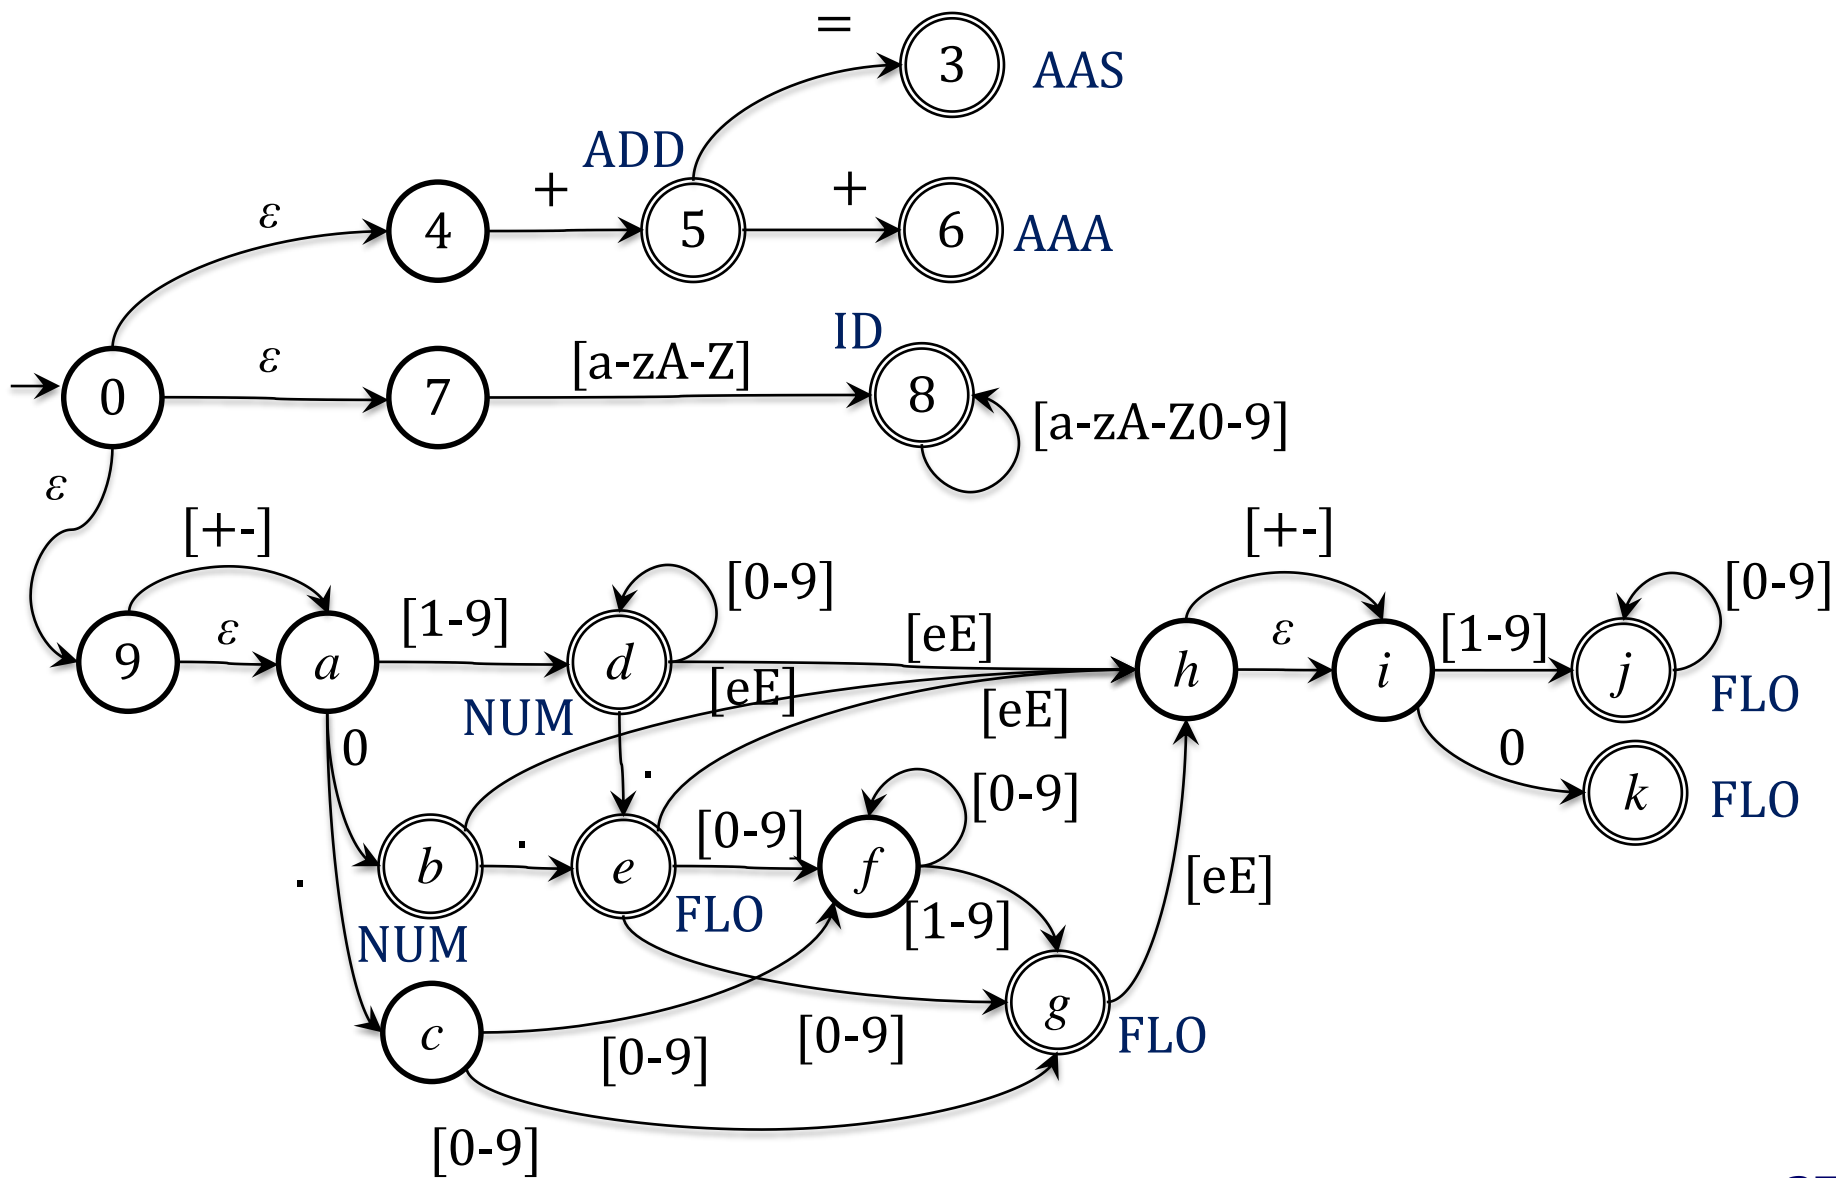 =
3
AAS
ADD
+
+
ε
4
5
6
AAA
ID
ε
[a-zA-Z]
0
7
8
[a-zA-Z0-9]
ε
[+-]
[+-]
[0-9]
[0-9]
[1-9]
[eE]
[1-9]
ε
ε
9
a
d
h
i
j
[eE]
NUM
[eE]
FLO
0
0
.
[0-9]
k
FLO
[0-9]
.
b
e
f
[eE]
.
FLO
[1-9]
NUM
g
c
[0-9]
FLO
[0-9]
[0-9]